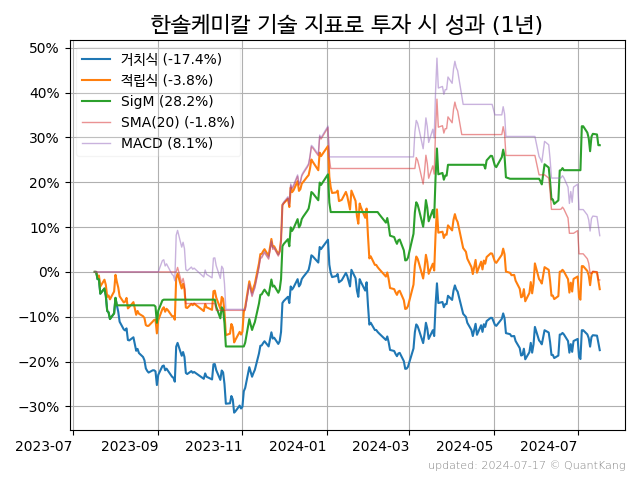 한솔케미칼 기술 지표로 투자 시 성과 (1년)
거치식 (-17.4%)
적립식 (-3.8%)
SigM (28.2%)
SMA(20) (-1.8%)
MACD (8.1%)
50%
40%
30%
20%
10%
0%
−10%
−20%
−30%
2023-07 2023-09 2023-11 2024-01 2024-03 2024-05 2024-07
updated: 2024-07-17 © QuantKang